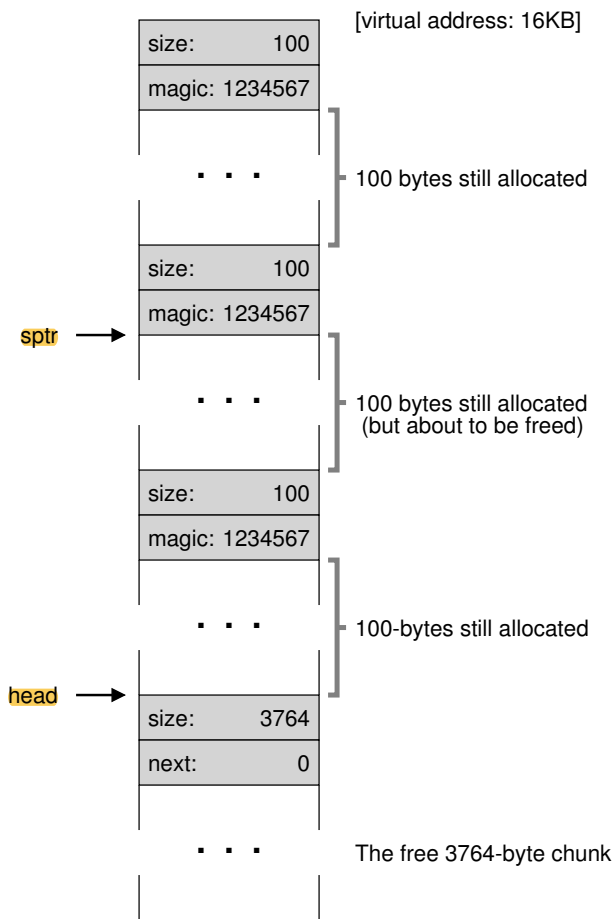 [virtual address: 16KB]
size: 100
magic: 1234567
. . .
100 bytes still allocated
size: 100
magic: 1234567
sptr
. . .
100 bytes still allocated
(but about to be freed)
size: 100
magic: 1234567
. . .
100-bytes still allocated
head
size: 3764
next: 0
. . .
The free 3764-byte chunk